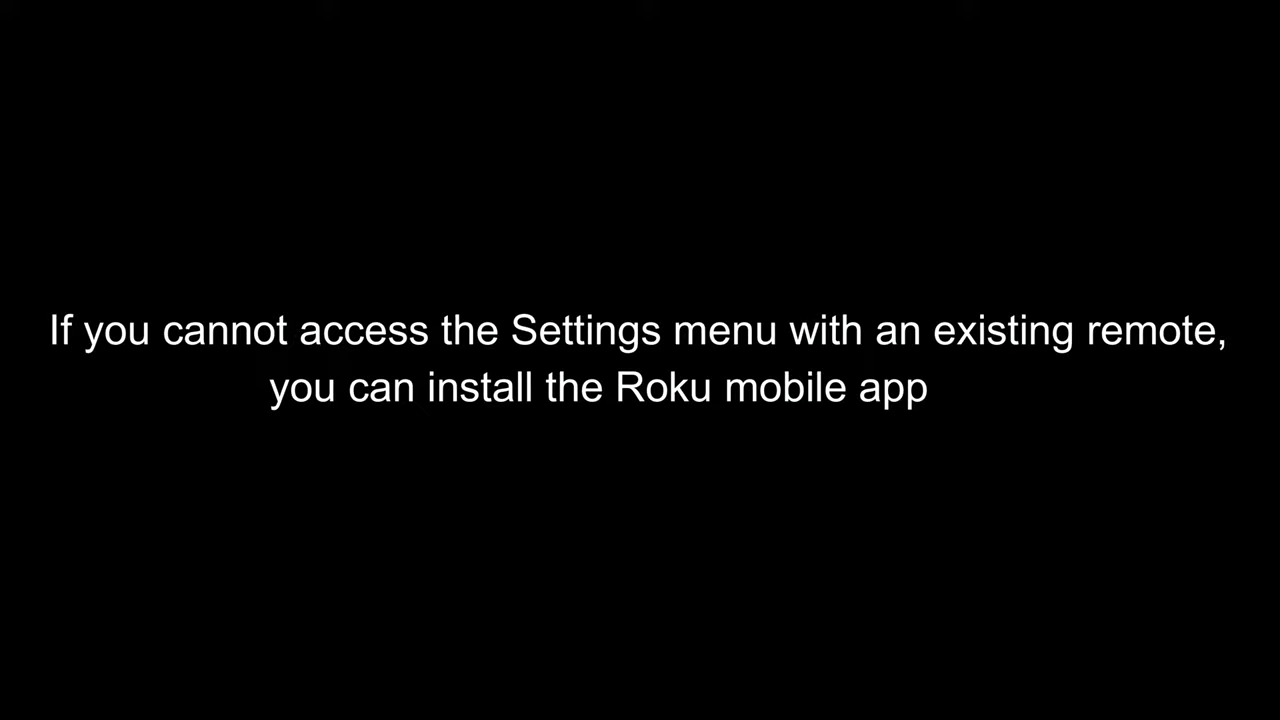 If you cannot access the Settings menu with an existing remote,
you can install the Roku mobile app